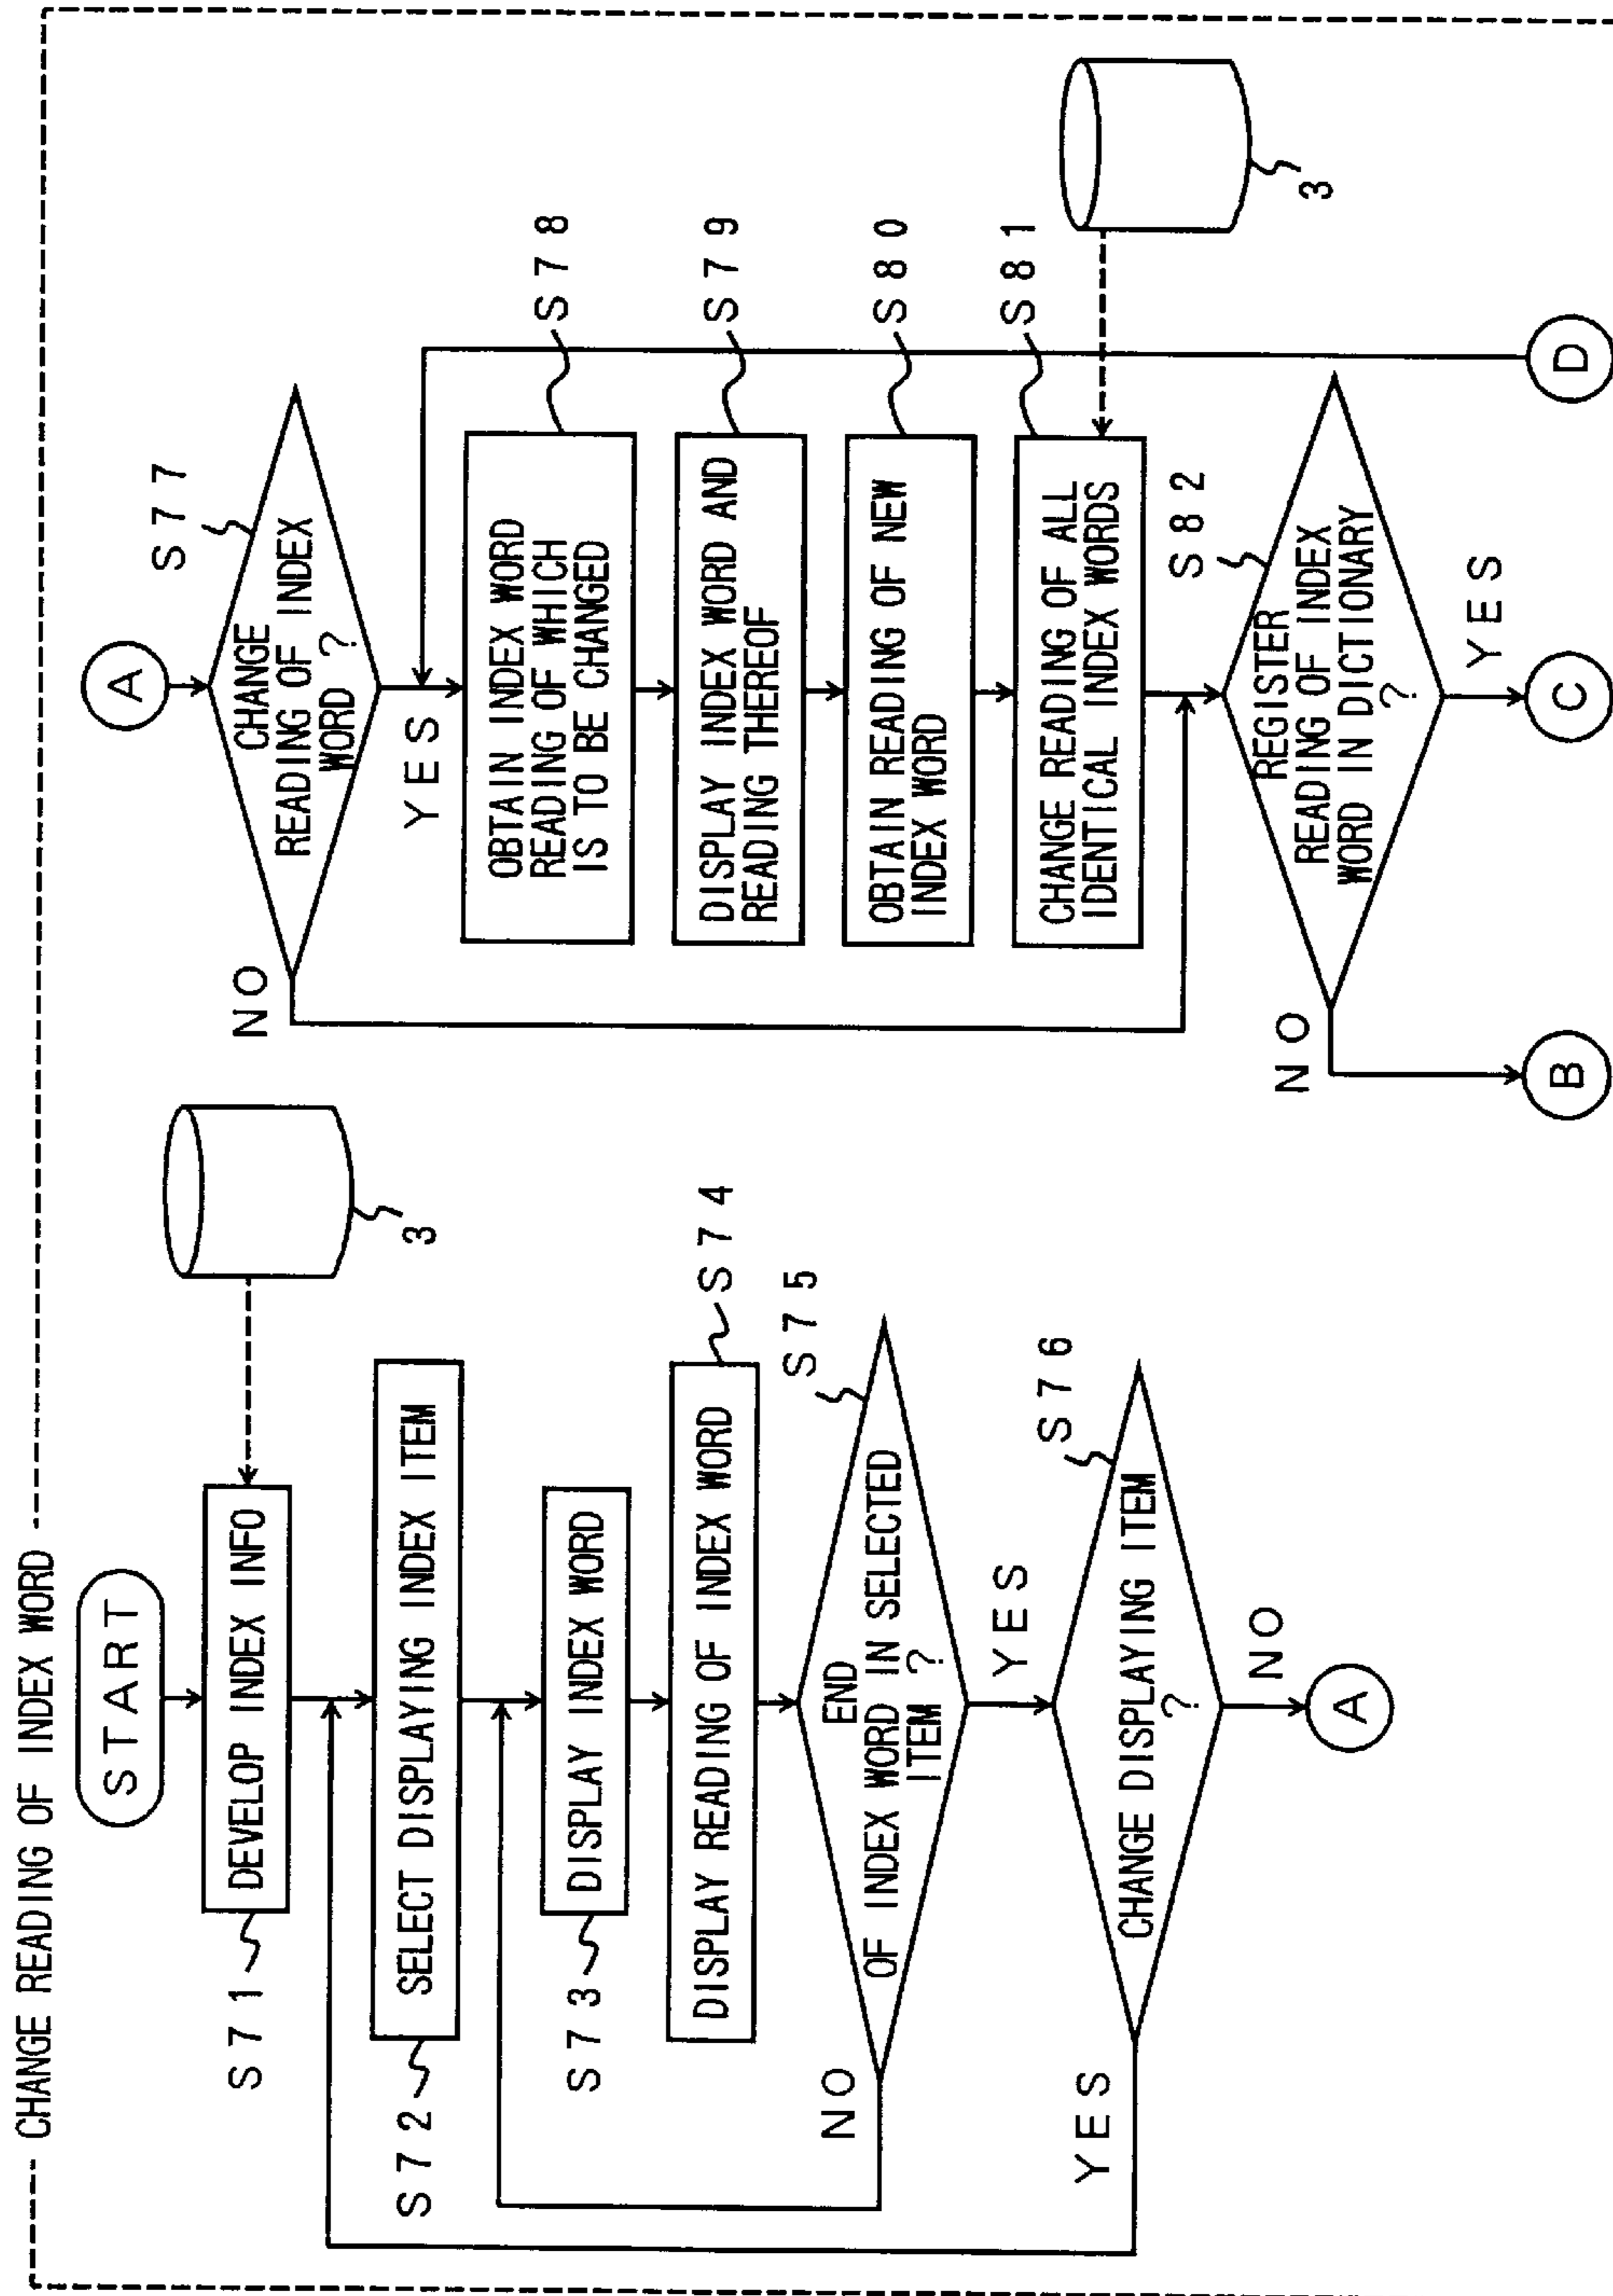 CHANGE READING OF INDEX WORD
START
S71
DEVELOP INDEX INFO
3
S72
SELECT DISPLAYING INDEX ITEM
S73
DISPLAY INDEX WORD
DISPLAY READING OF INDEX WORD
S74
S75
END
OF INDEX WORD IN SELECTED
ITEM ?
NO
YES
S76
CHANGE DISPLAYING ITEM
?
YES
NO
A
A
S77
CHANGE
READING OF INDEX
WORD ?
NO
YES
OBTAIN INDEX WORD
READING OF WHICH
IS TO BE CHANGED
S78
DISPLAY INDEX WORD AND
READING THEREOF
S79
OBTAIN READING OF NEW
INDEX WORD
S80
CHANGE READING OF ALL
IDENTICAL INDEX WORDS
S81
3
S82
REGISTER
READING OF INDEX
WORD IN DICTIONARY
?
NO
YES
B
C
D